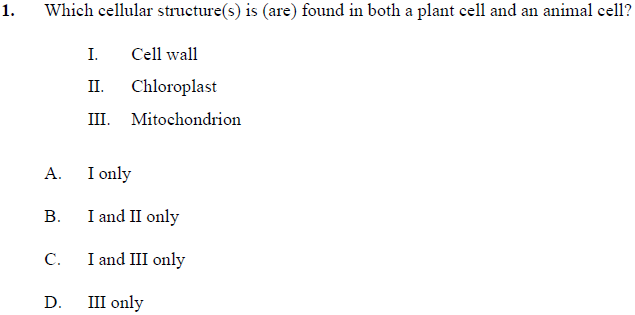 1. Which cellular structure(s) is (are) found in both a plant cell and an animal cell?
I. Cell wall
II. Chloroplast
III. Mitochondrion
A. I only
B. I and II only
C. I and III only
D. III only